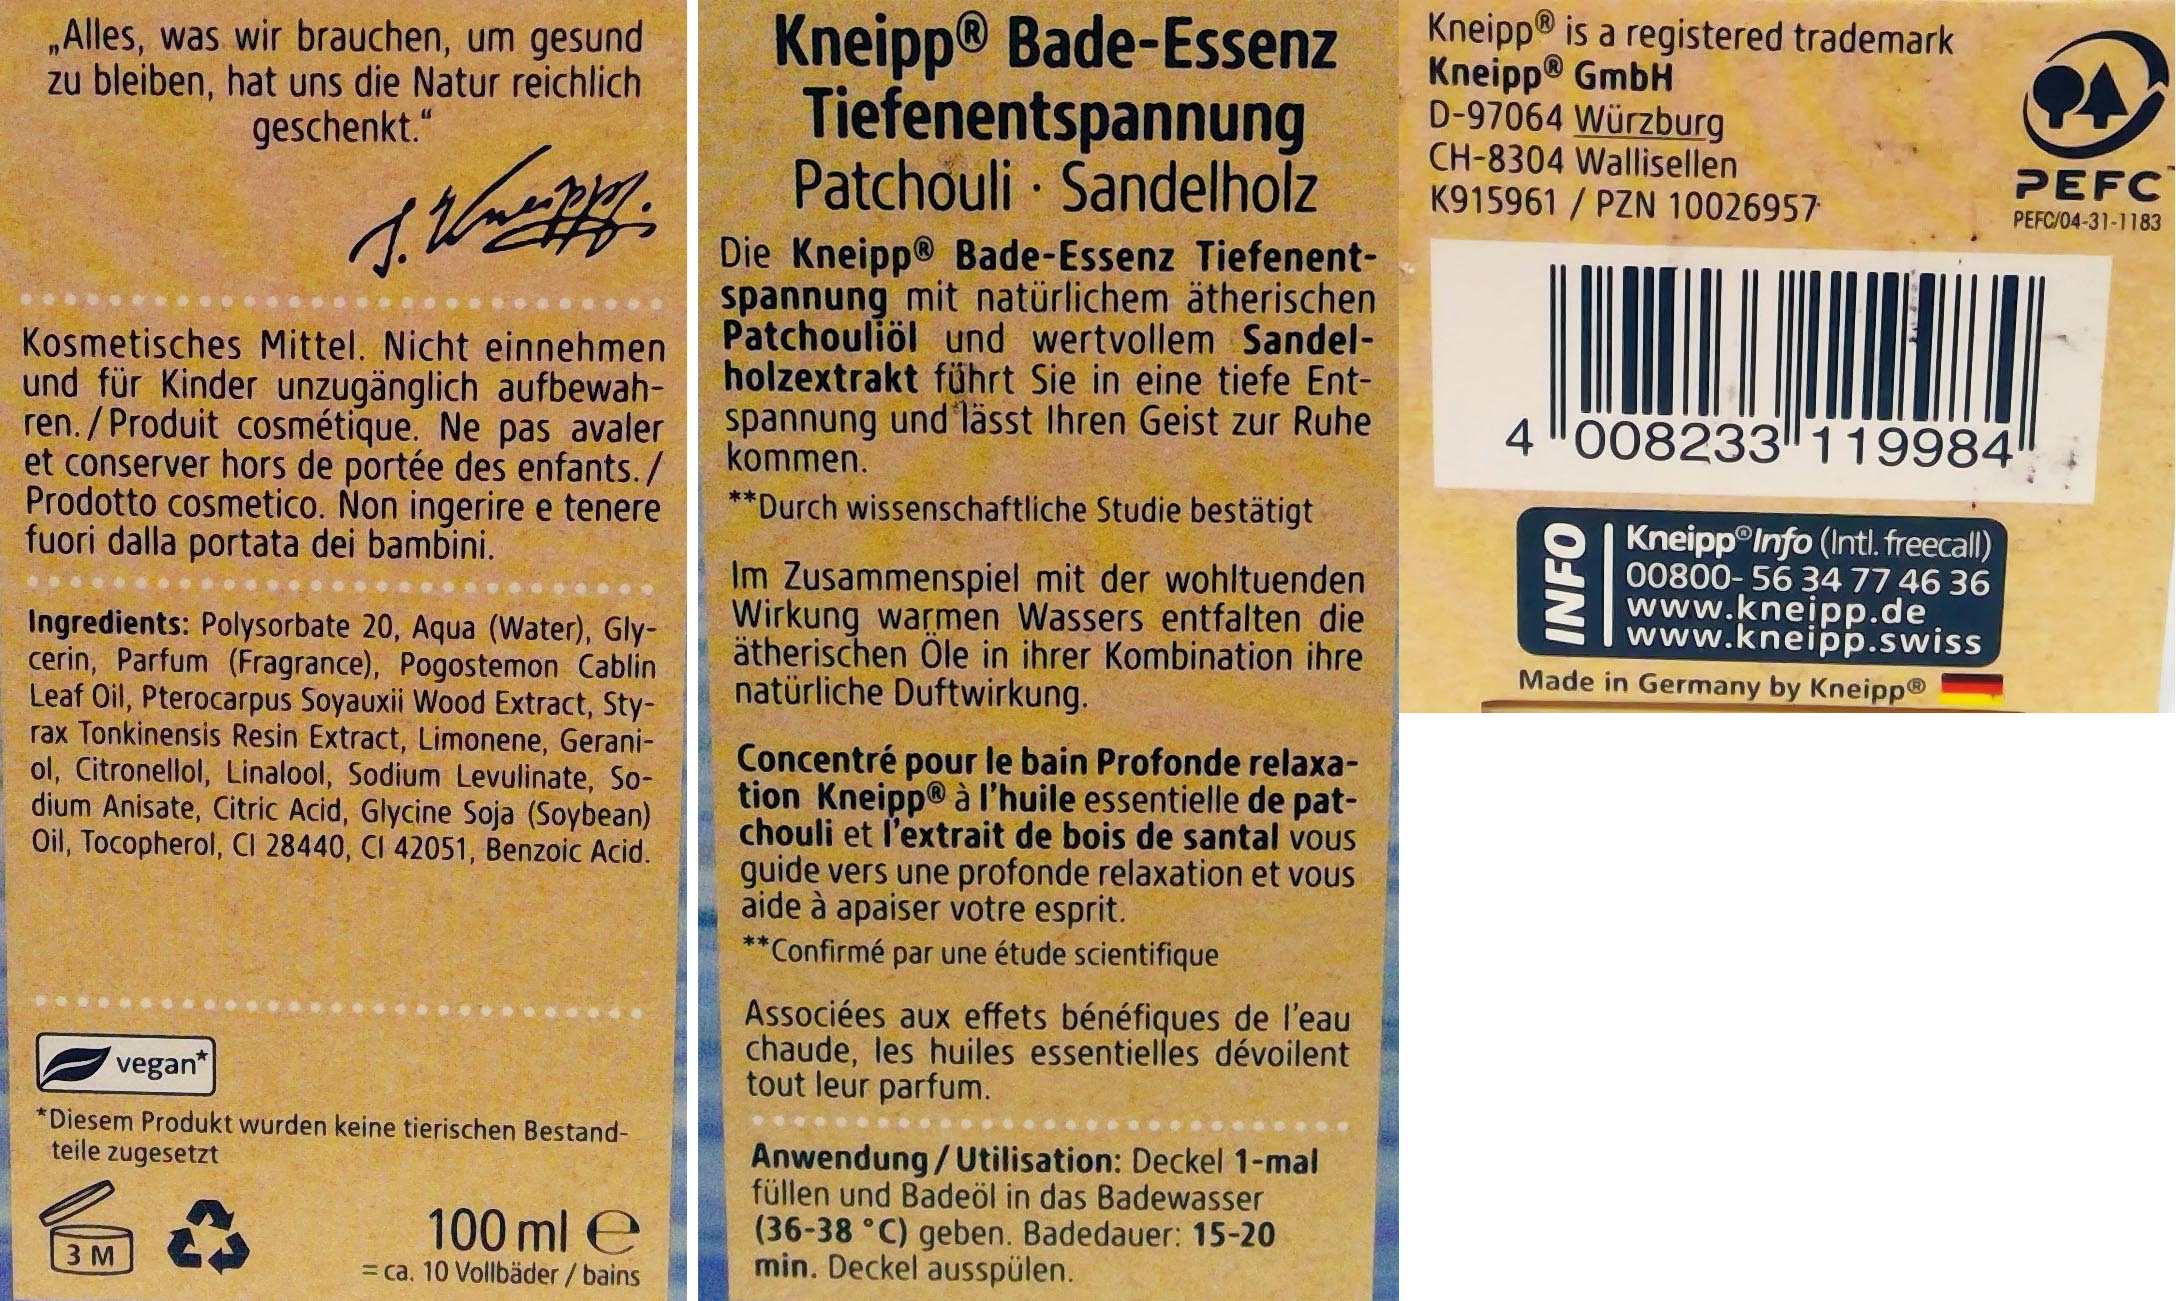 „Alles, was wir brauchen, um gesund
zu bleiben, hat uns die Natur reichlich
geschenkt.“
S. Kneipp.
Kosmetisches Mittel. Nicht einnehmen
und für Kinder unzugänglich aufbewah-
ren. / Produit cosmétique. Ne pas avaler
et conserver hors de portée des enfants. /
Prodotto cosmetico. Non ingerire e tenere
fuori dalla portata dei bambini.
Ingredients: Polysorbate 20, Aqua (Water), Gly-
cerin, Parfum (Fragrance), Pogostemon Cablin
Leaf Oil, Pterocarpus Soyauxii Wood Extract, Sty-
rax Tonkinensis Resin Extract, Limonene, Gerani-
ol, Citronellol, Linalool, Sodium Levulinate, So-
dium Anisate, Citric Acid, Glycine Soja (Soybean)
Oil, Tocopherol, CI 28440, CI 42051, Benzoic Acid.
vegan*
*Diesem Produkt wurden keine tierischen Bestand-
teile zugesetzt
3 M
100 ml ℮
= ca. 10 Vollbäder / bains
Kneipp® Bade-Essenz
Tiefenentspannung
Patchouli · Sandelholz
Die Kneipp® Bade-Essenz Tiefenent-
spannung mit natürlichem ätherischen
Patchouliöl und wertvollem Sandel-
holzextrakt führt Sie in eine tiefe Ent-
spannung und lässt Ihren Geist zur Ruhe
kommen.
**Durch wissenschaftliche Studie bestätigt
Im Zusammenspiel mit der wohltuenden
Wirkung warmen Wassers entfalten die
ätherischen Öle in ihrer Kombination ihre
natürliche Duftwirkung.
Concentré pour le bain Profonde relaxa-
tion Kneipp® à l'huile essentielle de pat-
chouli et l'extrait de bois de santal vous
guide vers une profonde relaxation et vous
aide à apaiser votre esprit.
**Confirmé par une étude scientifique
Associées aux effets bénéfiques de l'eau
chaude, les huiles essentielles dévoilent
tout leur parfum.
Anwendung / Utilisation: Deckel 1-mal
füllen und Badeöl in das Badewasser
(36-38 °C) geben. Badedauer: 15-20
min. Deckel ausspülen.
Kneipp® is a registered trademark
Kneipp® GmbH
D-97064 Würzburg
CH-8304 Wallisellen
K915961 / PZN 10026957
PEFC™
PEFC/04-31-1183
4 008233 119984
INFO
Kneipp® Info (Intl. freecall)
00800- 56 34 77 46 36
www.kneipp.de
www.kneipp.swiss
Made in Germany by Kneipp®